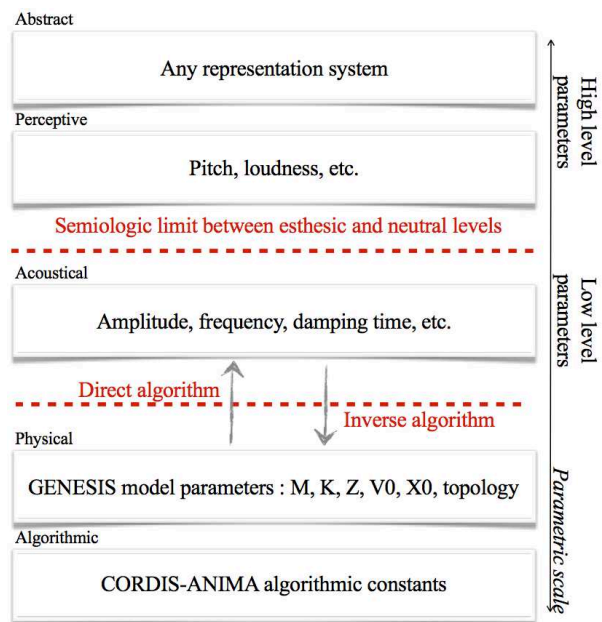 Abstract
Any representation system
Perceptive
Pitch, loudness, etc.
High level
parameters
Semiologic limit between esthesic and neutral levels
Acoustical
Amplitude, frequency, damping time, etc.
Low level
parameters
Direct algorithm
Inverse algorithm
Physical
GENESIS model parameters : M, K, Z, V0, X0, topology
Algorithmic
CORDIS-ANIMA algorithmic constants
Parametric scale